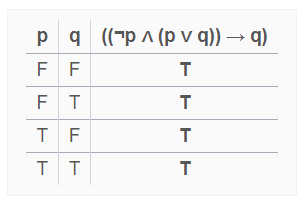 p q ((¬p ∧ (p ∨ q)) → q)
F F T
F T T
T F T
T T T